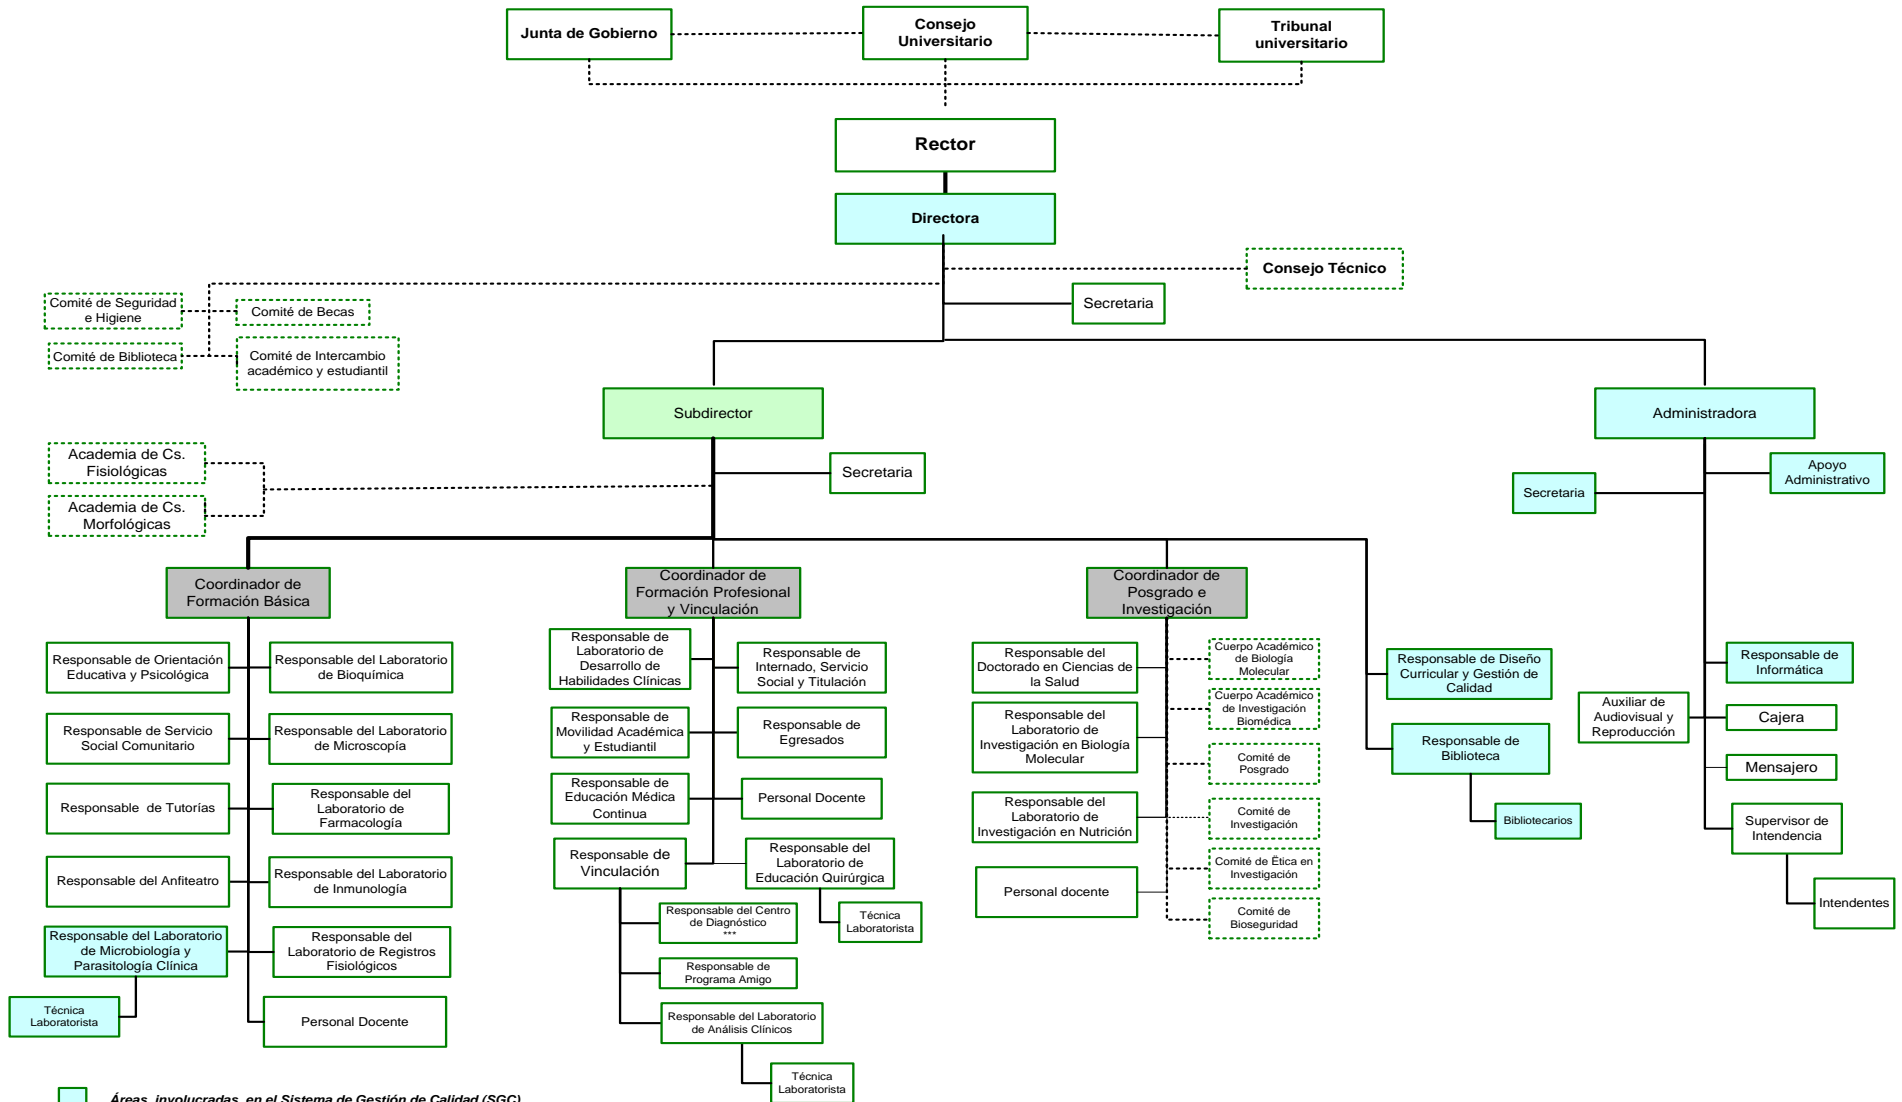 Junta de Gobierno
Consejo
Universitario
Tribunal
universitario
Rector
Directora
Consejo Técnico
Secretaria
Comité de Seguridad
e Higiene
Comité de Becas
Comité de Biblioteca
Comité de Intercambio
académico y estudiantil
Subdirector
Administradora
Academia de Cs.
Fisiológicas
Academia de Cs.
Morfológicas
Secretaria
Secretaria
Apoyo
Administrativo
Coordinador de
Formación Básica
Coordinador de
Formación Profesional
y Vinculación
Coordinador de
Posgrado e
Investigación
Responsable de Orientación
Educativa y Psicológica
Responsable del Laboratorio
de Bioquímica
Responsable de Servicio
Social Comunitario
Responsable del Laboratorio
de Microscopía
Responsable de Tutorías
Responsable del
Laboratorio de
Farmacología
Responsable del Anfiteatro
Responsable del Laboratorio
de Inmunología
Responsable del Laboratorio
de Microbiología y
Parasitología Clínica
Responsable del
Laboratorio de Registros
Fisiológicos
Técnica
Laboratorista
Personal Docente
Responsable de
Laboratorio de
Desarrollo de
Habilidades Clínicas
Responsable de
Internado, Servicio
Social y Titulación
Responsable de
Movilidad Académica
y Estudiantil
Responsable de
Egresados
Responsable de
Educación Médica
Continua
Personal Docente
Responsable de
Vinculación
Responsable del
Laboratorio de
Educación Quirúrgica
Responsable del Centro
de Diagnóstico
***
Técnica
Laboratorista
Responsable de
Programa Amigo
Responsable del Laboratorio
de Análisis Clínicos
Técnica
Laboratorista
Responsable del
Doctorado en Ciencias de
la Salud
Cuerpo Académico
de Biología
Molecular
Responsable del
Laboratorio de
Investigación en Biología
Molecular
Cuerpo Académico
de Investigación
Biomédica
Comité de
Posgrado
Responsable del
Laboratorio de
Investigación en Nutrición
Comité de
Investigación
Comité de Ëtica en
Investigación
Personal docente
Comité de
Bioseguridad
Responsable de Diseño
Curricular y Gestión de
Calidad
Responsable de
Biblioteca
Bibliotecarios
Responsable de
Informática
Auxiliar de
Audiovisual y
Reproducción
Cajera
Mensajero
Supervisor de
Intendencia
Intendentes
Áreas involucradas en el Sistema de Gestión de Calidad (SGC)